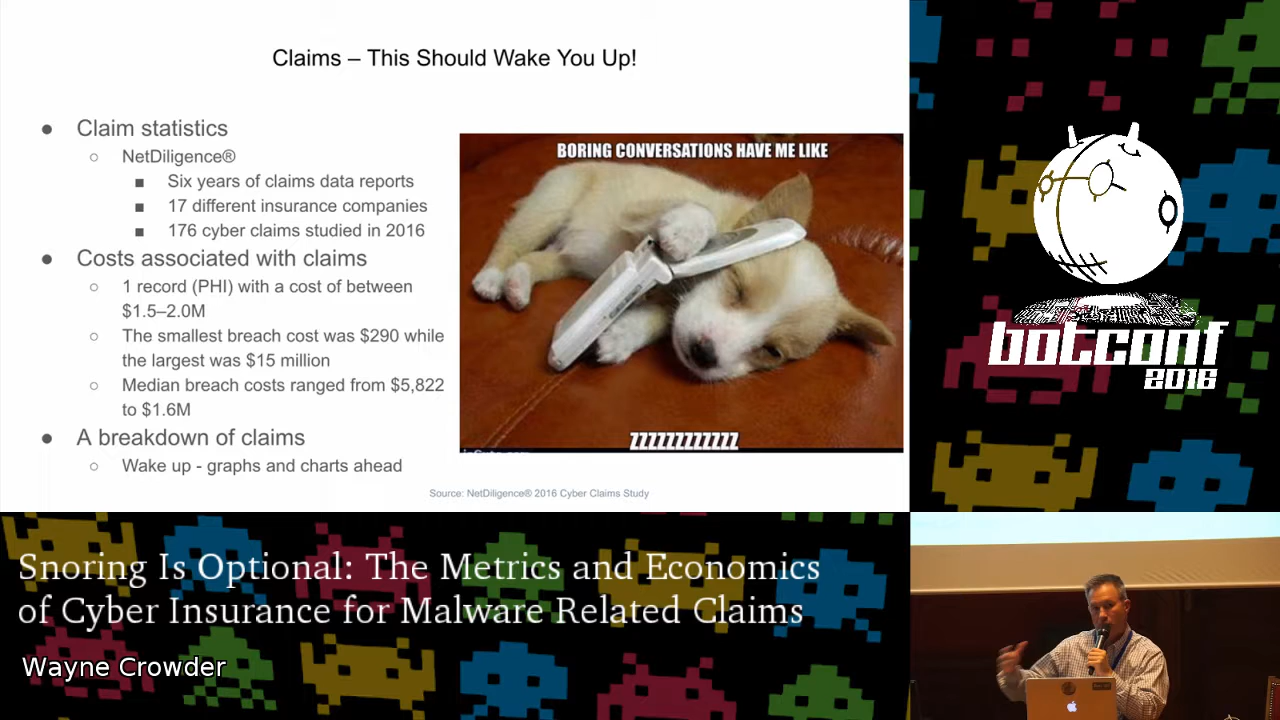 Claims – This Should Wake You Up!
● Claim statistics
○ NetDiligence®
■ Six years of claims data reports
■ 17 different insurance companies
■ 176 cyber claims studied in 2016
● Costs associated with claims
○ 1 record (PHI) with a cost of between
$1.5–2.0M
○ The smallest breach cost was $290 while
the largest was $15 million
○ Median breach costs ranged from $5,822
to $1.6M
● A breakdown of claims
○ Wake up - graphs and charts ahead
BORING CONVERSATIONS HAVE ME LIKE
ZZZZZZZZZZZZ
Source: NetDiligence® 2016 Cyber Claims Study
botconf
2016
Snoring Is Optional: The Metrics and Economics
of Cyber Insurance for Malware Related Claims
Wayne Crowder